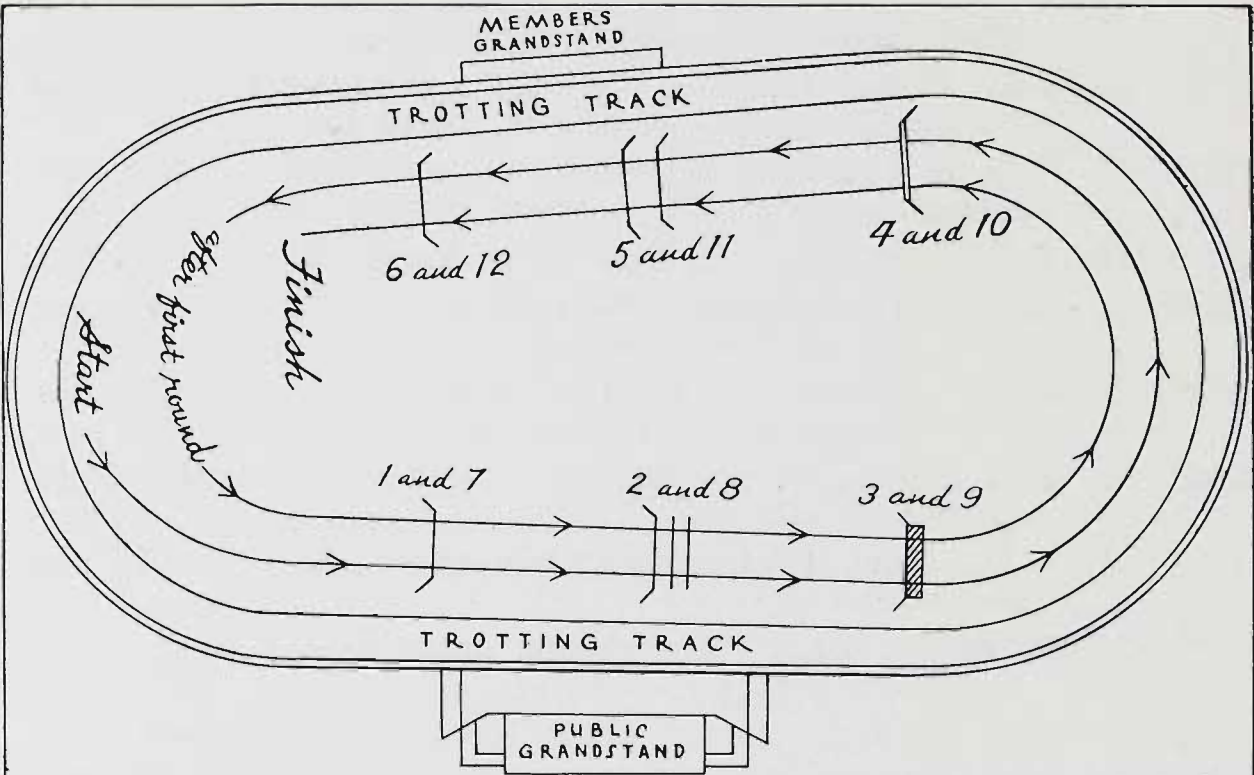 MEMBERS
GRANDSTAND
TROTTING TRACK
6 and 12
5 and 11
4 and 10
Finish
after first round
Start
1 and 7
2 and 8
3 and 9
TROTTING TRACK
PUBLIC
GRANDSTAND